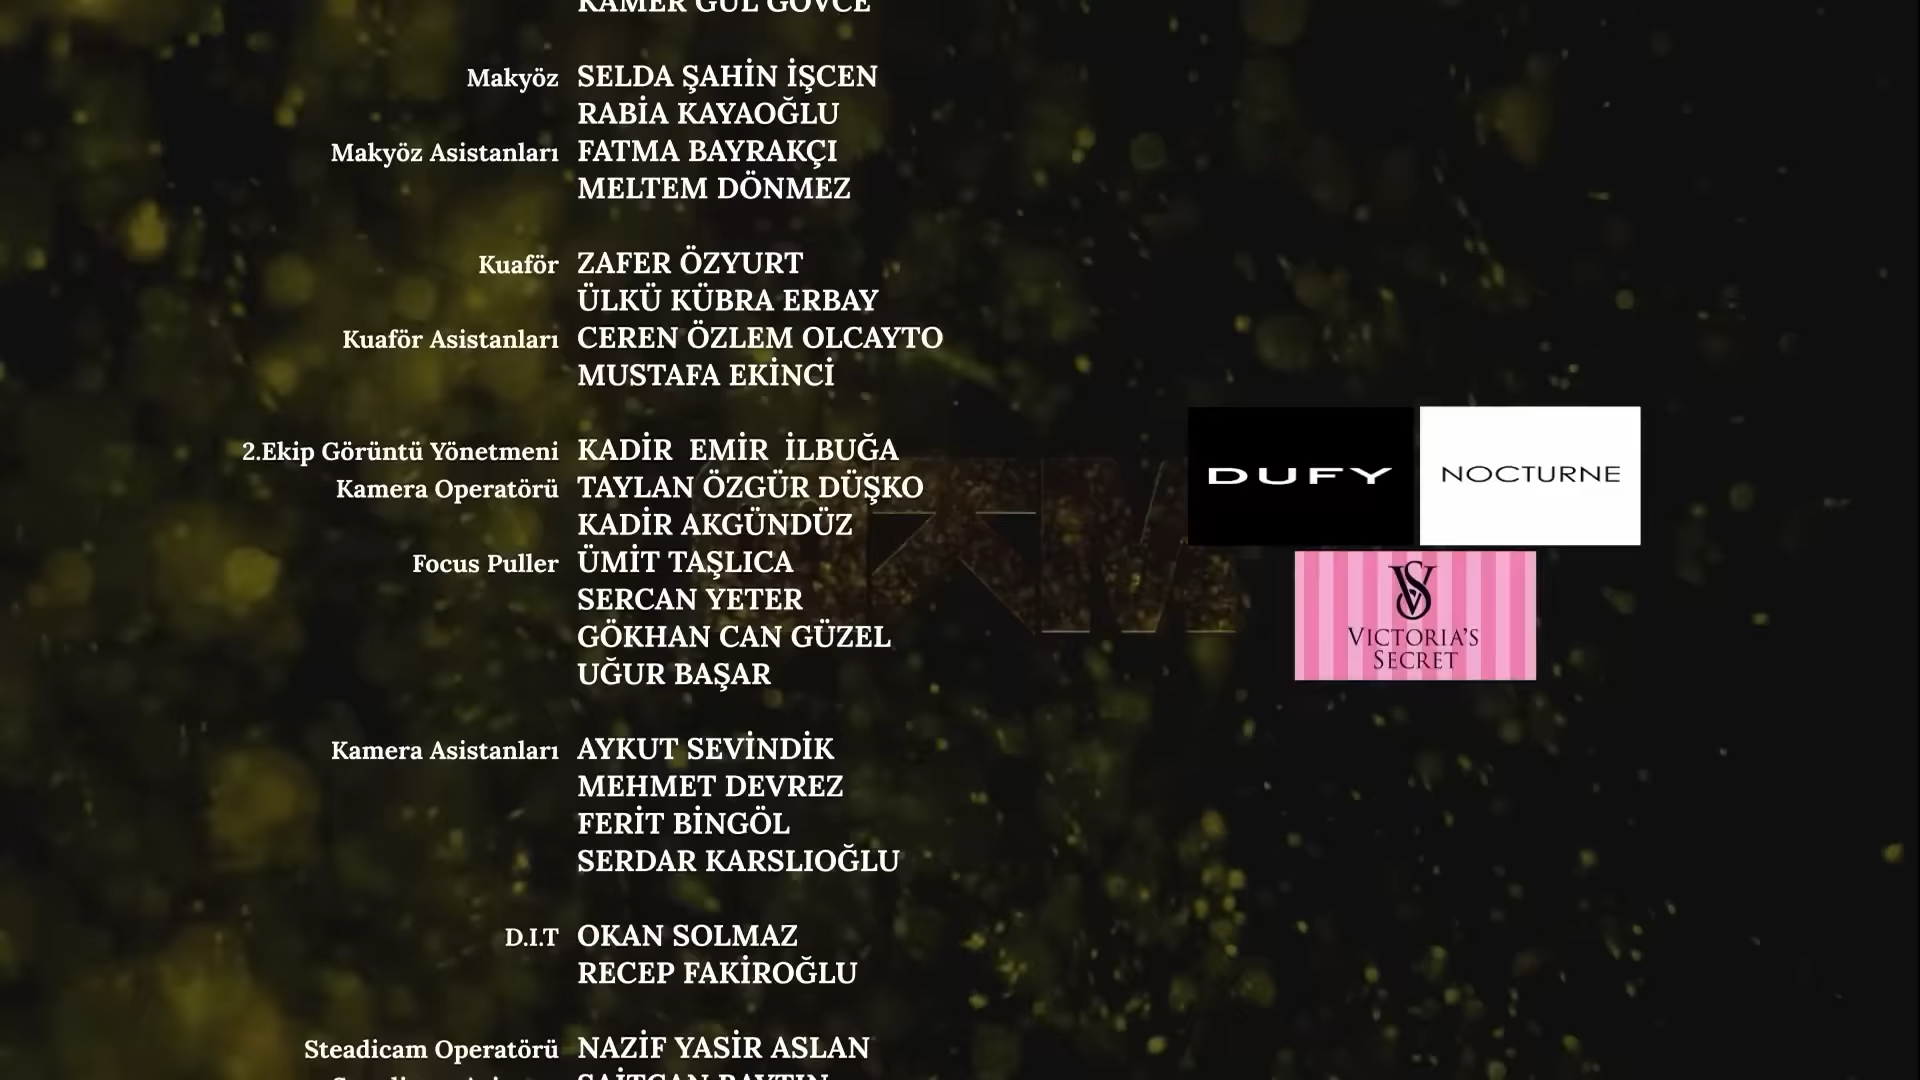 KAMER GÜL GÖVCE
Makyöz SELDA ŞAHİN İŞCEN
RABİA KAYAOĞLU
Makyöz Asistanları FATMA BAYRAKÇI
MELTEM DÖNMEZ
Kuaför ZAFER ÖZYURT
ÜLKÜ KÜBRA ERBAY
Kuaför Asistanları CEREN ÖZLEM OLCAYTO
MUSTAFA EKİNCİ
2.Ekip Görüntü Yönetmeni KADİR EMİR İLBUĞA
Kamera Operatörü TAYLAN ÖZGÜR DÜŞKO
KADİR AKGÜNDÜZ
Focus Puller ÜMİT TAŞLICA
SERCAN YETER
GÖKHAN CAN GÜZEL
UĞUR BAŞAR
Kamera Asistanları AYKUT SEVİNDİK
MEHMET DEVREZ
FERİT BİNGÖL
SERDAR KARSLIOĞLU
D.I.T OKAN SOLMAZ
RECEP FAKİROĞLU
Steadicam Operatörü NAZİF YASİR ASLAN
DUFY
NOCTURNE
VS
VICTORIA'S
SECRET